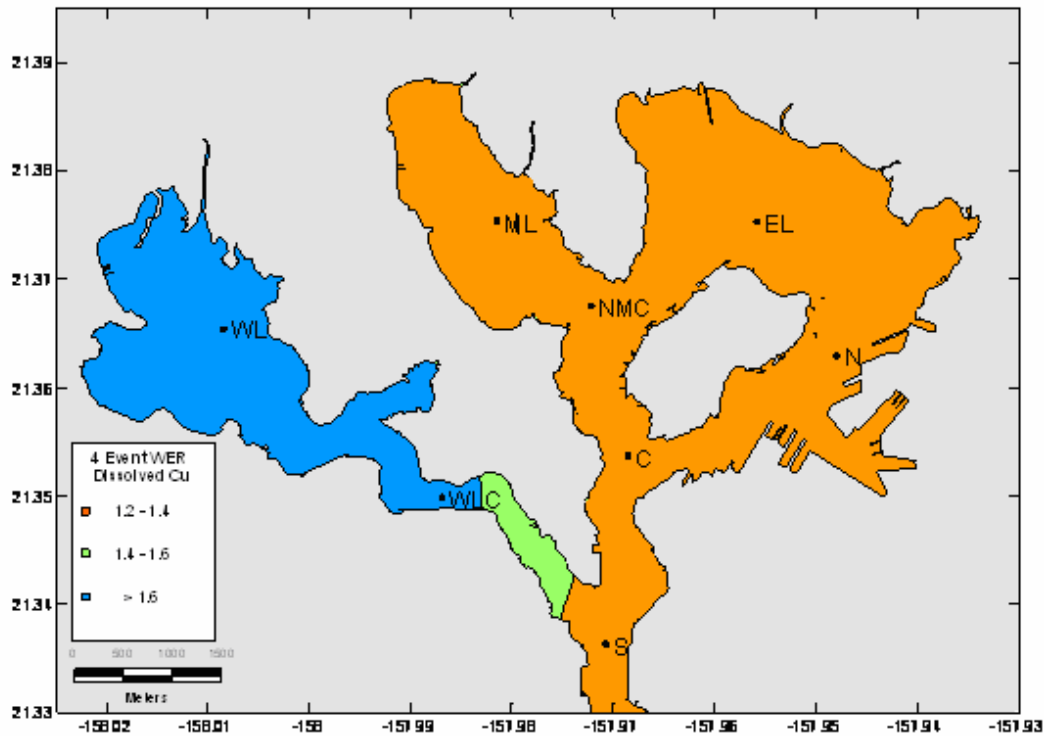 21.39
21.38
ML
EL
21.37
NMC
WL
N
21.36
4 Event WER
Dissolved Cu
1.2 - 1.4
1.4 - 1.6
> 1.6
C
21.35
WLC
21.34
S
0 500 1000 1500
Meters
21.33
-158.02 -158.01 -158 -157.99 -157.98 -157.97 -157.96 -157.95 -157.94 -157.93